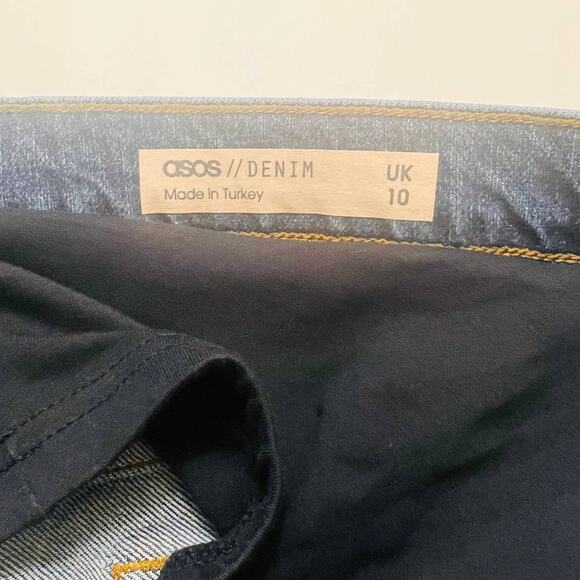 asos // DENIM UK
Made in Turkey 10